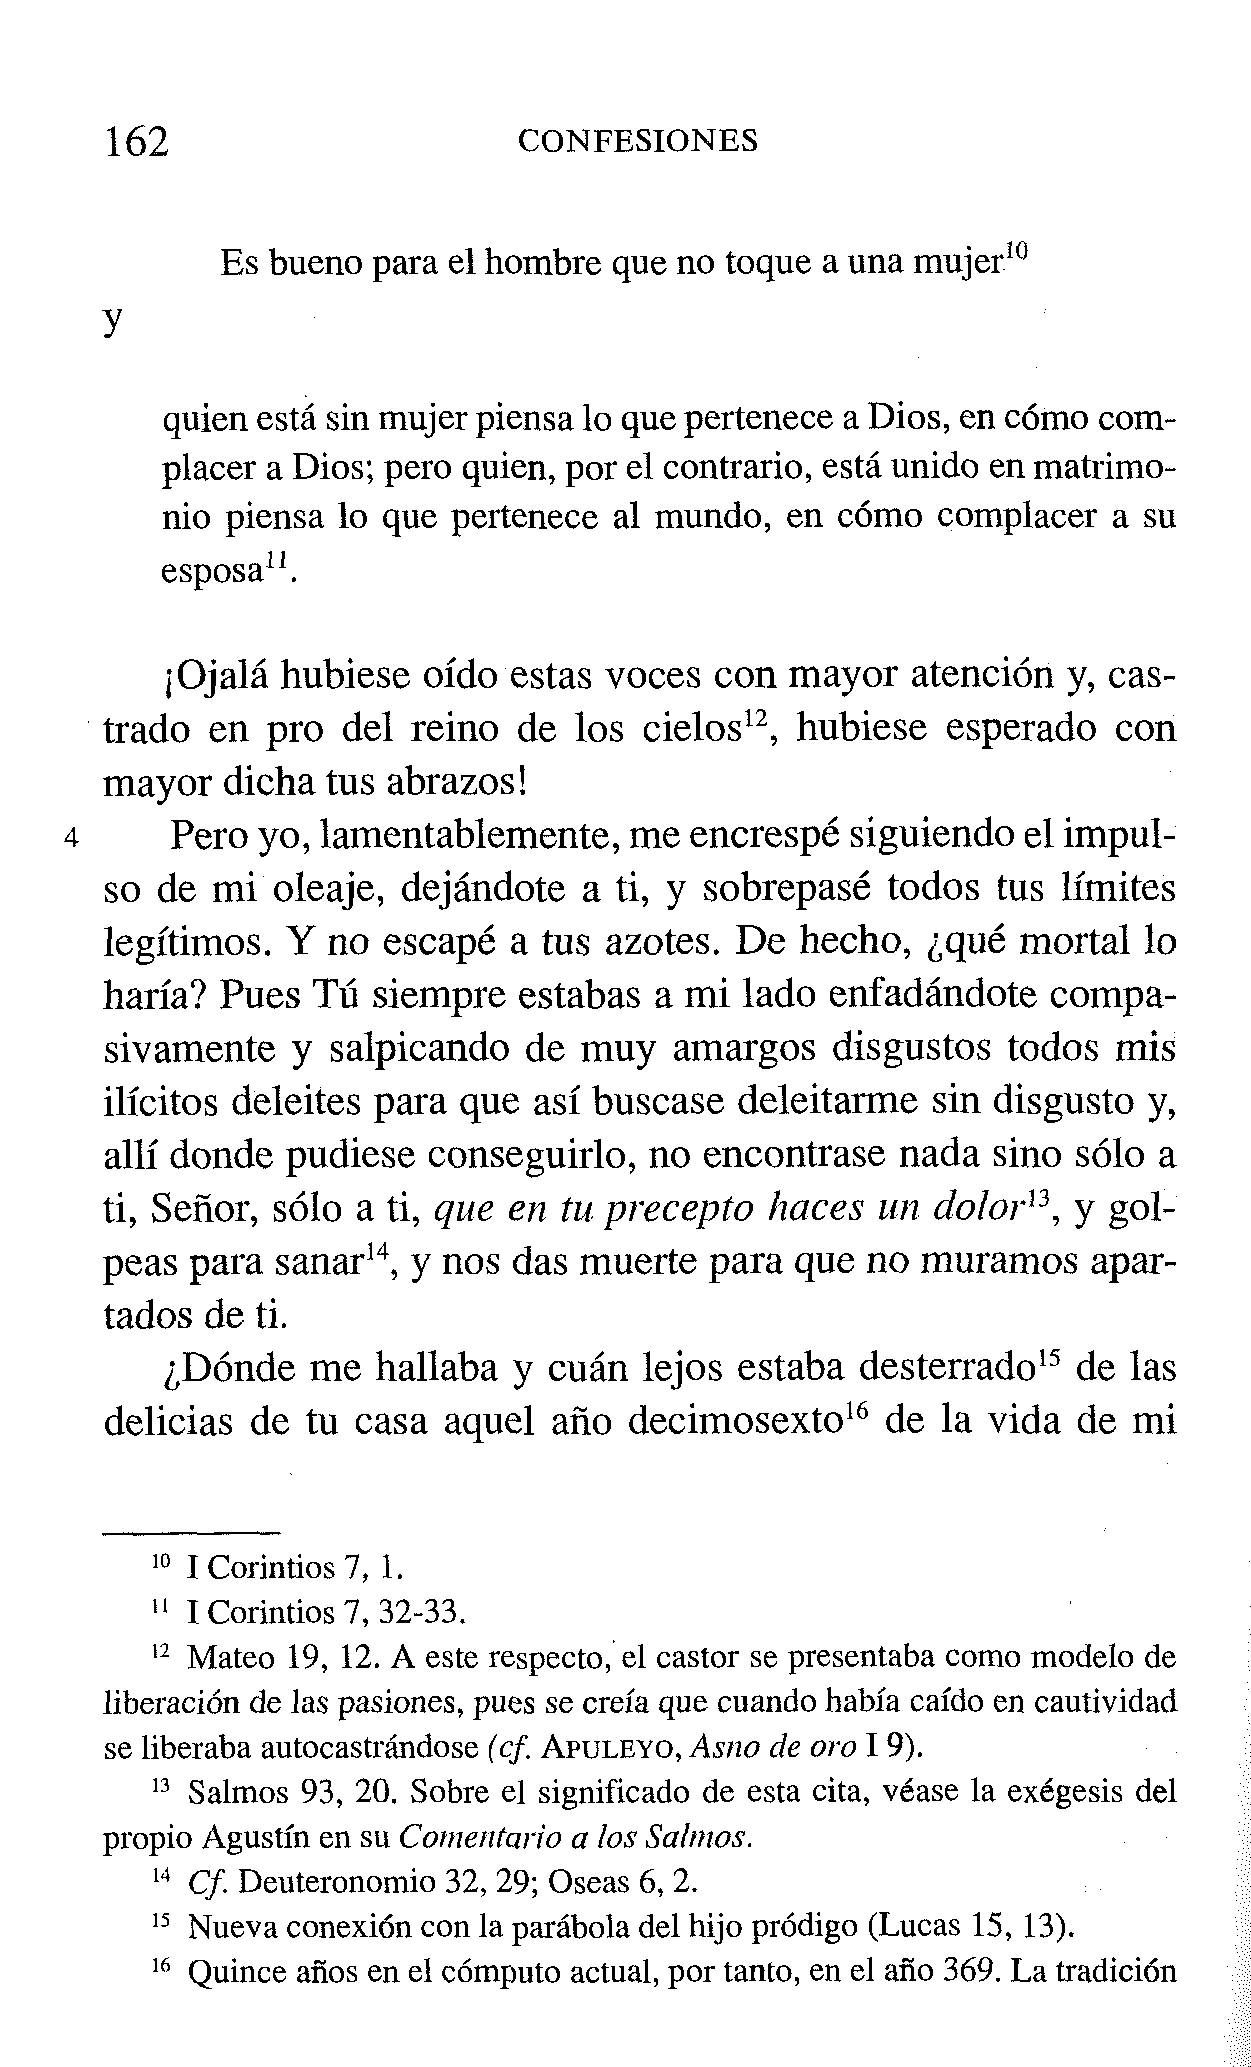 162 CONFESIONES
Es bueno para el hombre que no toque a una mujer¹⁰
y
quien está sin mujer piensa lo que pertenece a Dios, en cómo com-
placer a Dios; pero quien, por el contrario, está unido en matrimo-
nio piensa lo que pertenece al mundo, en cómo complacer a su
esposa¹¹.
¡Ojalá hubiese oído estas voces con mayor atención y, cas-
trado en pro del reino de los cielos¹², hubiese esperado con
mayor dicha tus abrazos!
4 Pero yo, lamentablemente, me encrespé siguiendo el impul-
so de mi oleaje, dejándote a ti, y sobrepasé todos tus límites
legítimos. Y no escapé a tus azotes. De hecho, ¿qué mortal lo
haría? Pues Tú siempre estabas a mi lado enfadándote compa-
sivamente y salpicando de muy amargos disgustos todos mis
ilícitos deleites para que así buscase deleitarme sin disgusto y,
allí donde pudiese conseguirlo, no encontrase nada sino sólo a
ti, Señor, sólo a ti, que en tu precepto haces un dolor¹³, y gol-
peas para sanar¹⁴, y nos das muerte para que no muramos apar-
tados de ti.
¿Dónde me hallaba y cuán lejos estaba desterrado¹⁵ de las
delicias de tu casa aquel año decimosexto¹⁶ de la vida de mi
¹⁰ I Corintios 7, 1.
¹¹ I Corintios 7, 32-33.
¹² Mateo 19, 12. A este respecto, el castor se presentaba como modelo de
liberación de las pasiones, pues se creía que cuando había caído en cautividad
se liberaba autocastrándose (cf. APULEYO, Asno de oro I 9).
¹³ Salmos 93, 20. Sobre el significado de esta cita, véase la exégesis del
propio Agustín en su Comentario a los Salmos.
¹⁴ Cf. Deuteronomio 32, 29; Oseas 6, 2.
¹⁵ Nueva conexión con la parábola del hijo pródigo (Lucas 15, 13).
¹⁶ Quince años en el cómputo actual, por tanto, en el año 369. La tradición